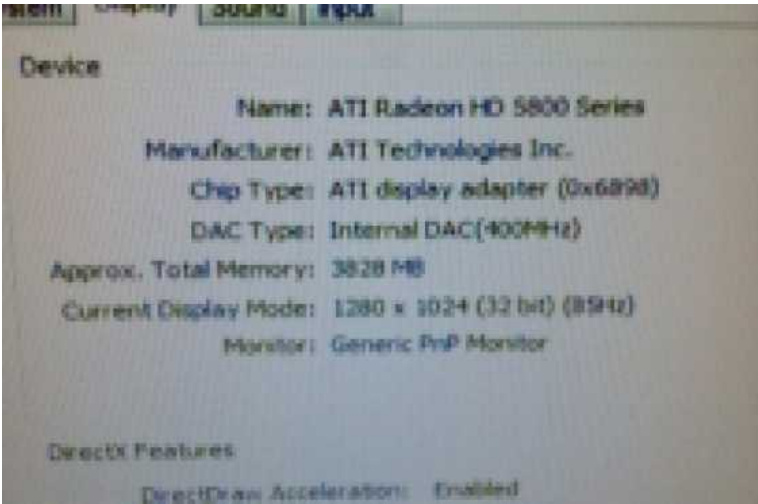 System Display Sound Input
Device
Name: ATI Radeon HD 5800 Series
Manufacturer: ATI Technologies Inc.
Chip Type: ATI display adapter (0x6898)
DAC Type: Internal DAC(400MHz)
Approx. Total Memory: 3828 MB
Current Display Mode: 1280 x 1024 (32 bit) (85Hz)
Monitor: Generic PnP Monitor
DirectX Features
DirectDraw Acceleration: Enabled